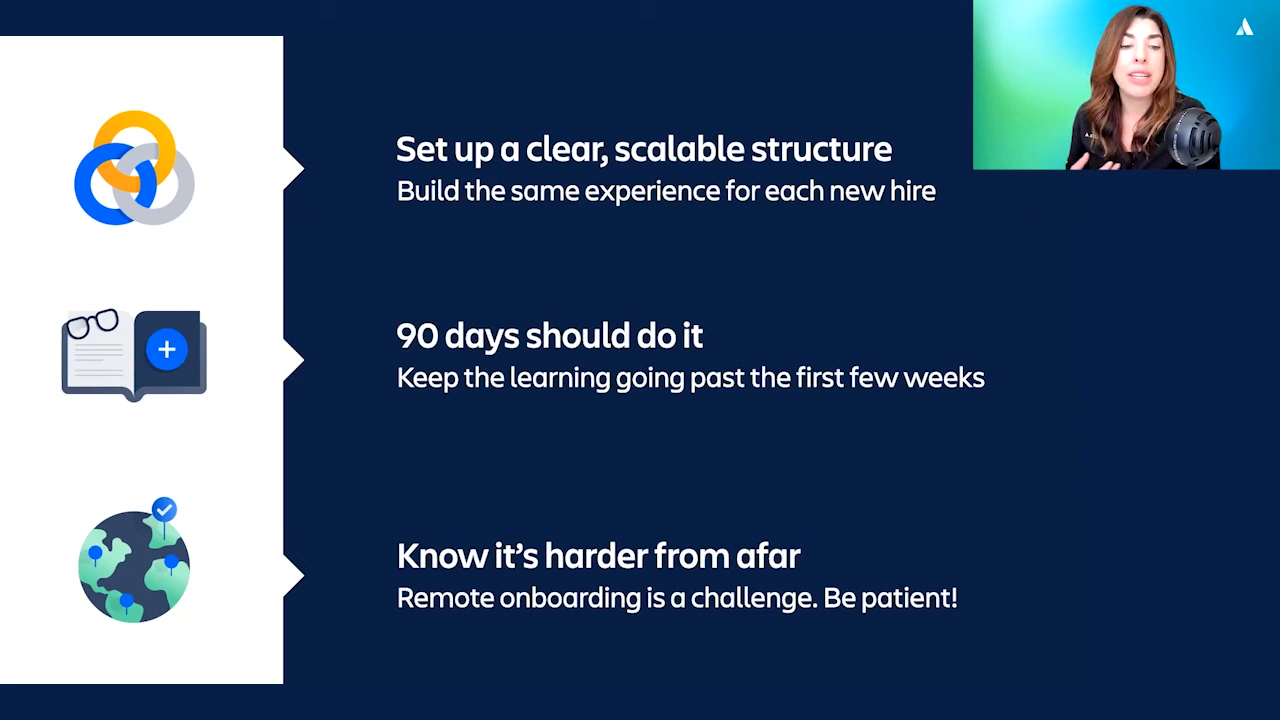 Set up a clear, scalable structure
Build the same experience for each new hire
90 days should do it
Keep the learning going past the first few weeks
Know it's harder from afar
Remote onboarding is a challenge. Be patient!